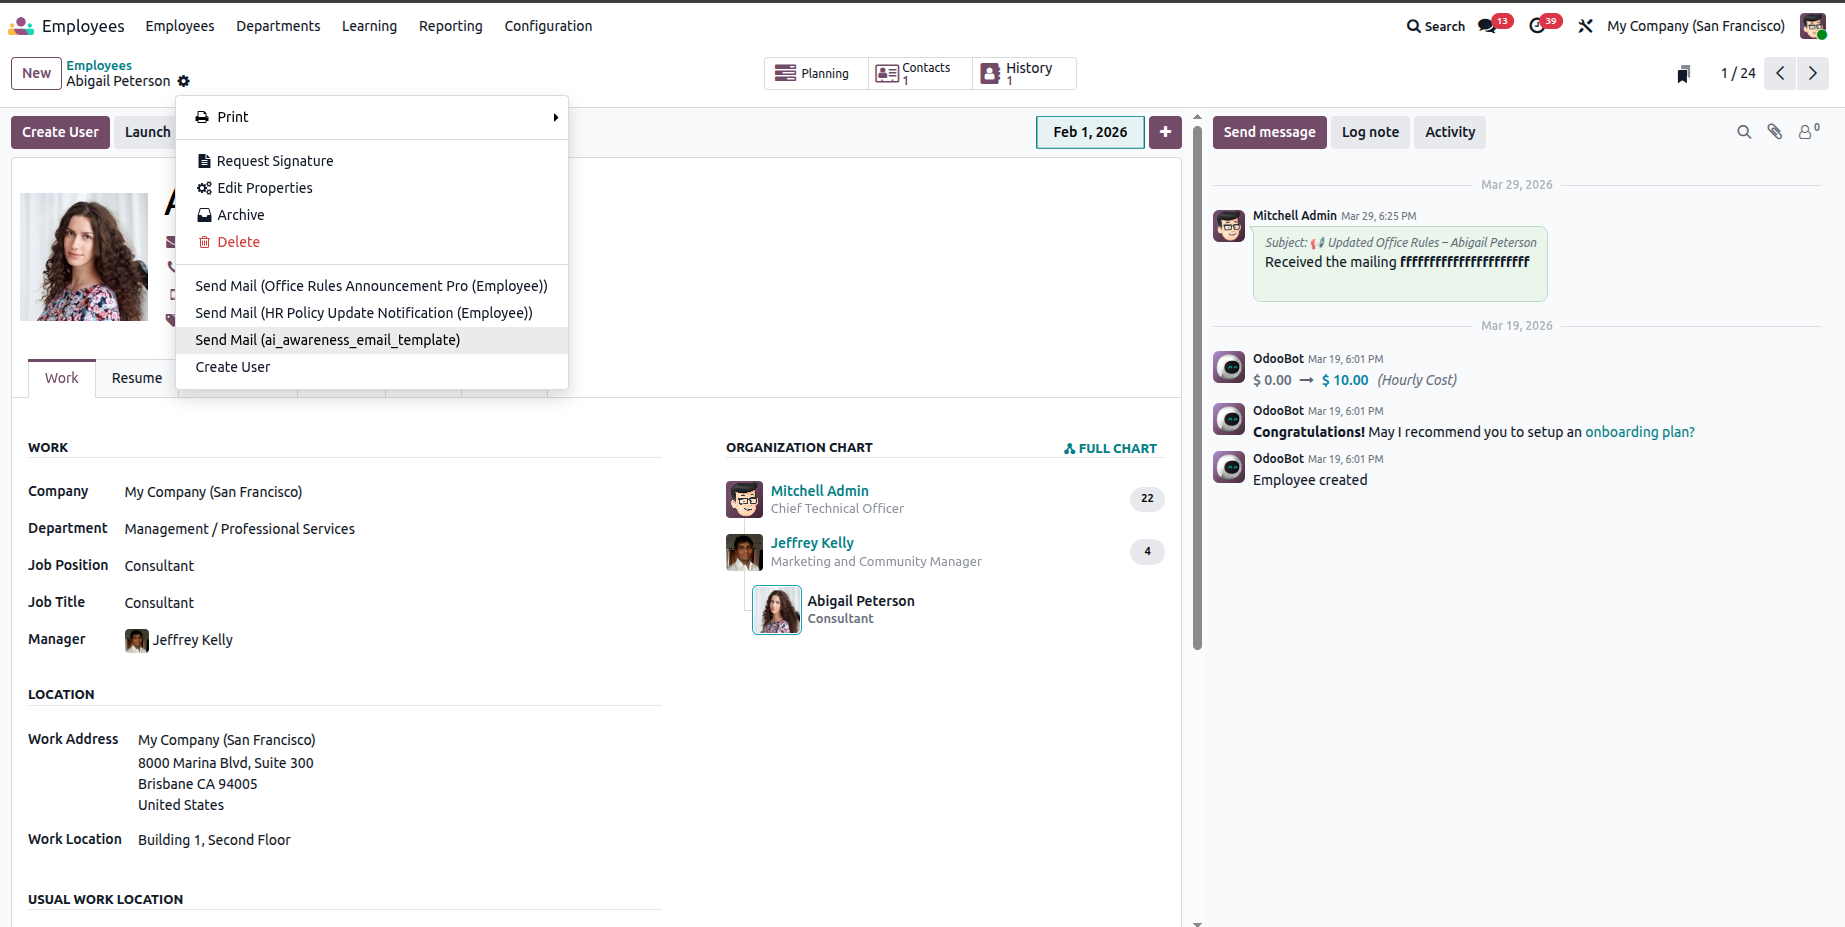 Employees Employees Departments Learning Reporting Configuration Search 13 39 My Company (San Francisco)
New Employees
Abigail Peterson
Planning Contacts 1 History 1 1 / 24
Print
Request Signature
Edit Properties
Archive
Delete
Send Mail (Office Rules Announcement Pro (Employee))
Send Mail (HR Policy Update Notification (Employee))
Send Mail (ai_awareness_email_template)
Create User
Create User Launch Feb 1, 2026 +
Work Resume
WORK
Company My Company (San Francisco)
Department Management / Professional Services
Job Position Consultant
Job Title Consultant
Manager Jeffrey Kelly
LOCATION
Work Address My Company (San Francisco)
8000 Marina Blvd, Suite 300
Brisbane CA 94005
United States
Work Location Building 1, Second Floor
USUAL WORK LOCATION
ORGANIZATION CHART FULL CHART
Mitchell Admin 22
Chief Technical Officer
Jeffrey Kelly 4
Marketing and Community Manager
Abigail Peterson
Consultant
Send message Log note Activity 0
Mar 29, 2026
Mitchell Admin Mar 29, 6:25 PM
Subject: 📢 Updated Office Rules – Abigail Peterson
Received the mailing ffffffffffffffffffffff
Mar 19, 2026
OdooBot Mar 19, 6:01 PM
$ 0.00 → $ 10.00 (Hourly Cost)
OdooBot Mar 19, 6:01 PM
Congratulations! May I recommend you to setup an onboarding plan?
OdooBot Mar 19, 6:01 PM
Employee created